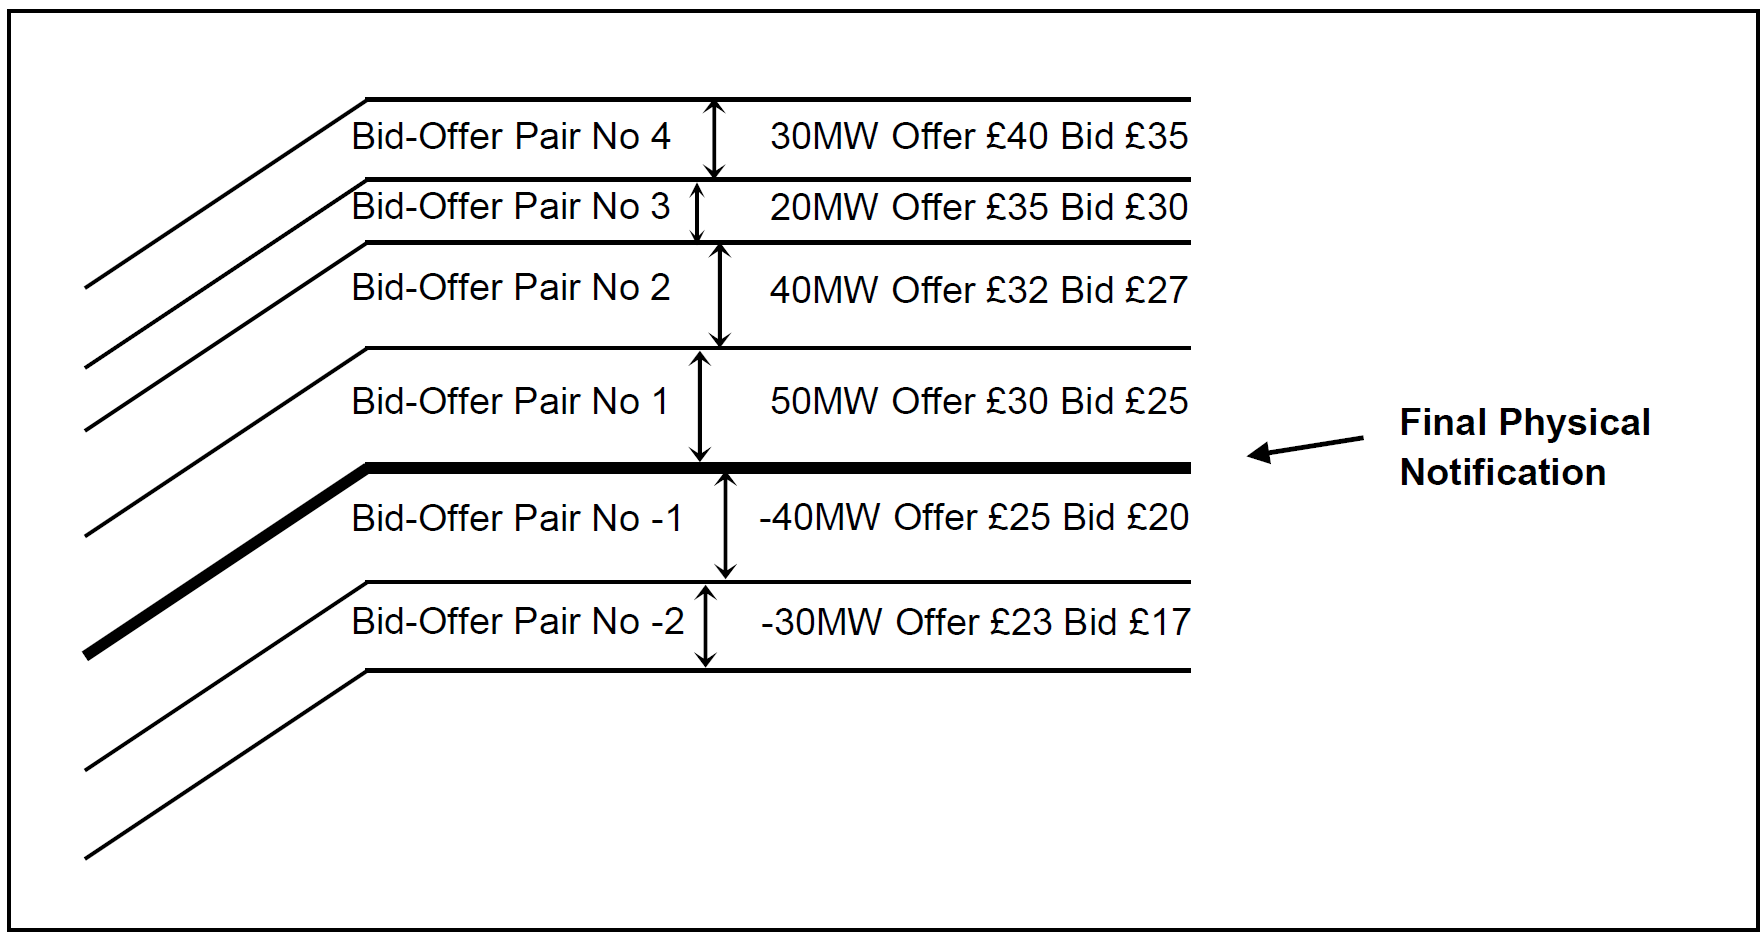 Bid-Offer Pair No 4 30MW Offer £40 Bid £35
Bid-Offer Pair No 3 20MW Offer £35 Bid £30
Bid-Offer Pair No 2 40MW Offer £32 Bid £27
Bid-Offer Pair No 1 50MW Offer £30 Bid £25
Final Physical
Notification
Bid-Offer Pair No -1 -40MW Offer £25 Bid £20
Bid-Offer Pair No -2 -30MW Offer £23 Bid £17